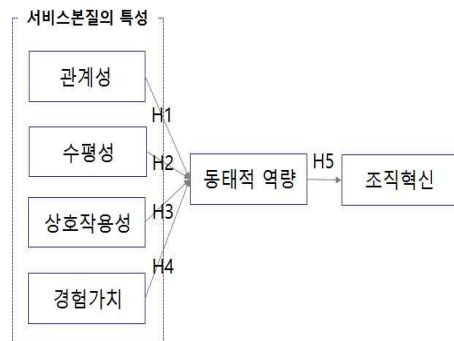 서비스본질의 특성
관계성
H1
수평성
H2
동태적 역량
H5
조직혁신
상호작용성
H3
H4
경험가치